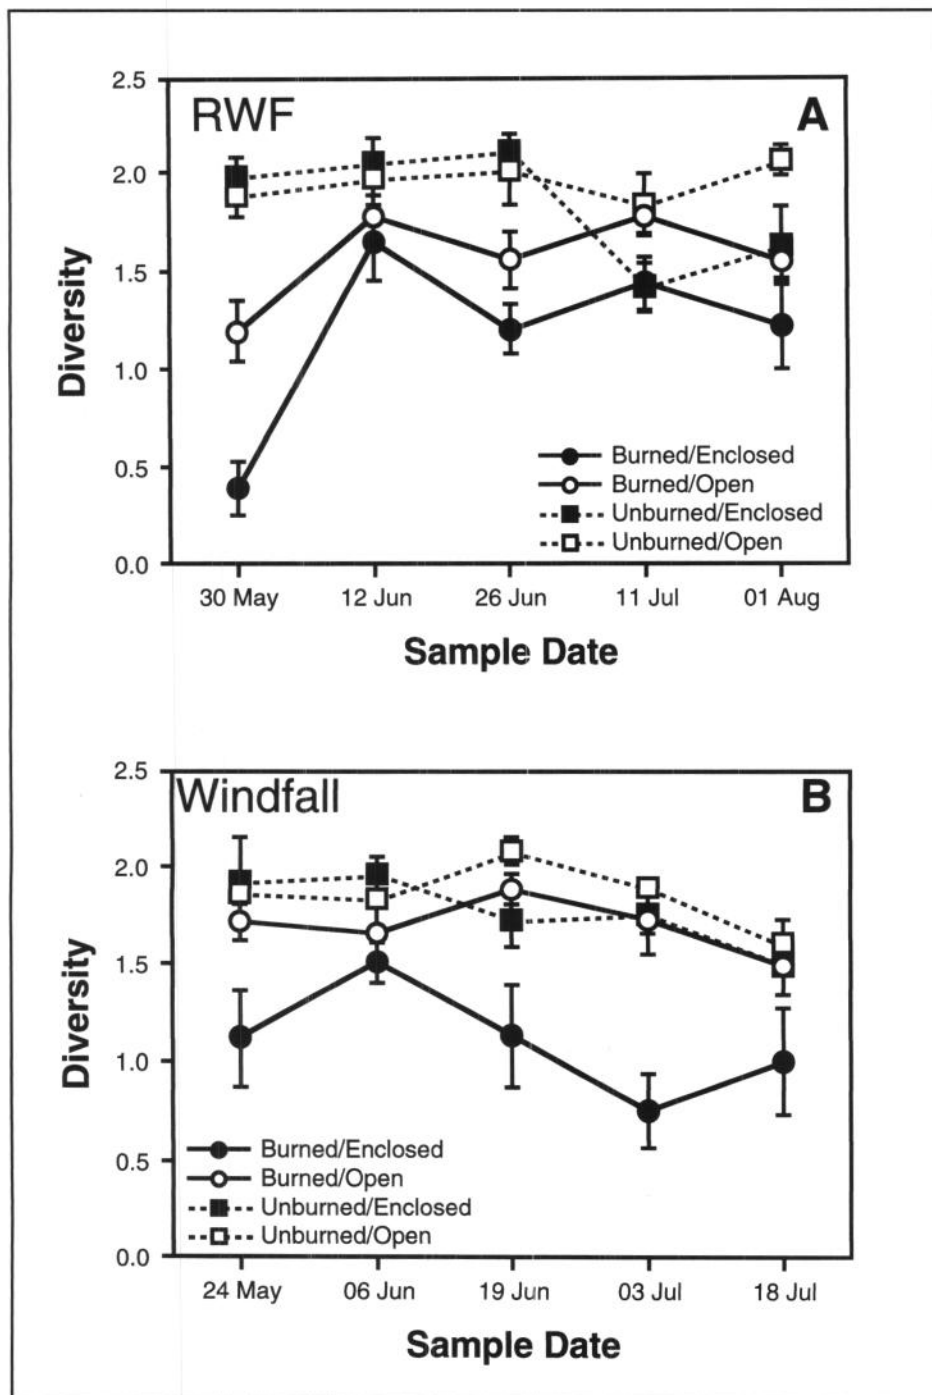 RWF
A
2.5
2.0
1.5
1.0
0.5
0.0
Diversity
Burned/Enclosed
Burned/Open
Unburned/Enclosed
Unburned/Open
30 May 12 Jun 26 Jun 11 Jul 01 Aug
Sample Date
Windfall
B
2.5
2.0
1.5
1.0
0.5
0.0
Diversity
Burned/Enclosed
Burned/Open
Unburned/Enclosed
Unburned/Open
24 May 06 Jun 19 Jun 03 Jul 18 Jul
Sample Date